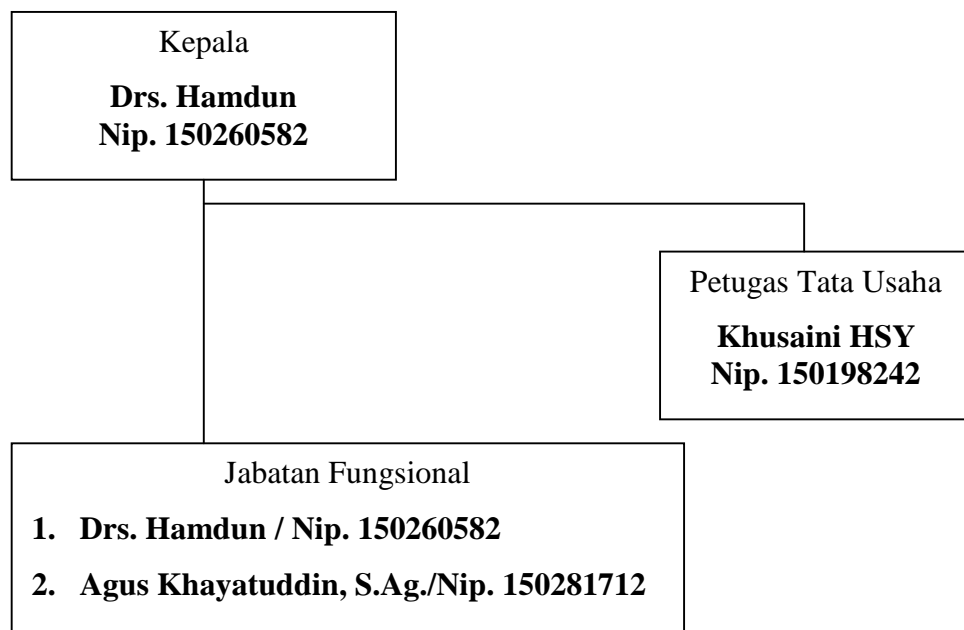 Kepala
Drs. Hamdun
Nip. 150260582
Petugas Tata Usaha
Khusaini HSY
Nip. 150198242
Jabatan Fungsional
1. Drs. Hamdun / Nip. 150260582
2. Agus Khayatuddin, S.Ag./Nip. 150281712